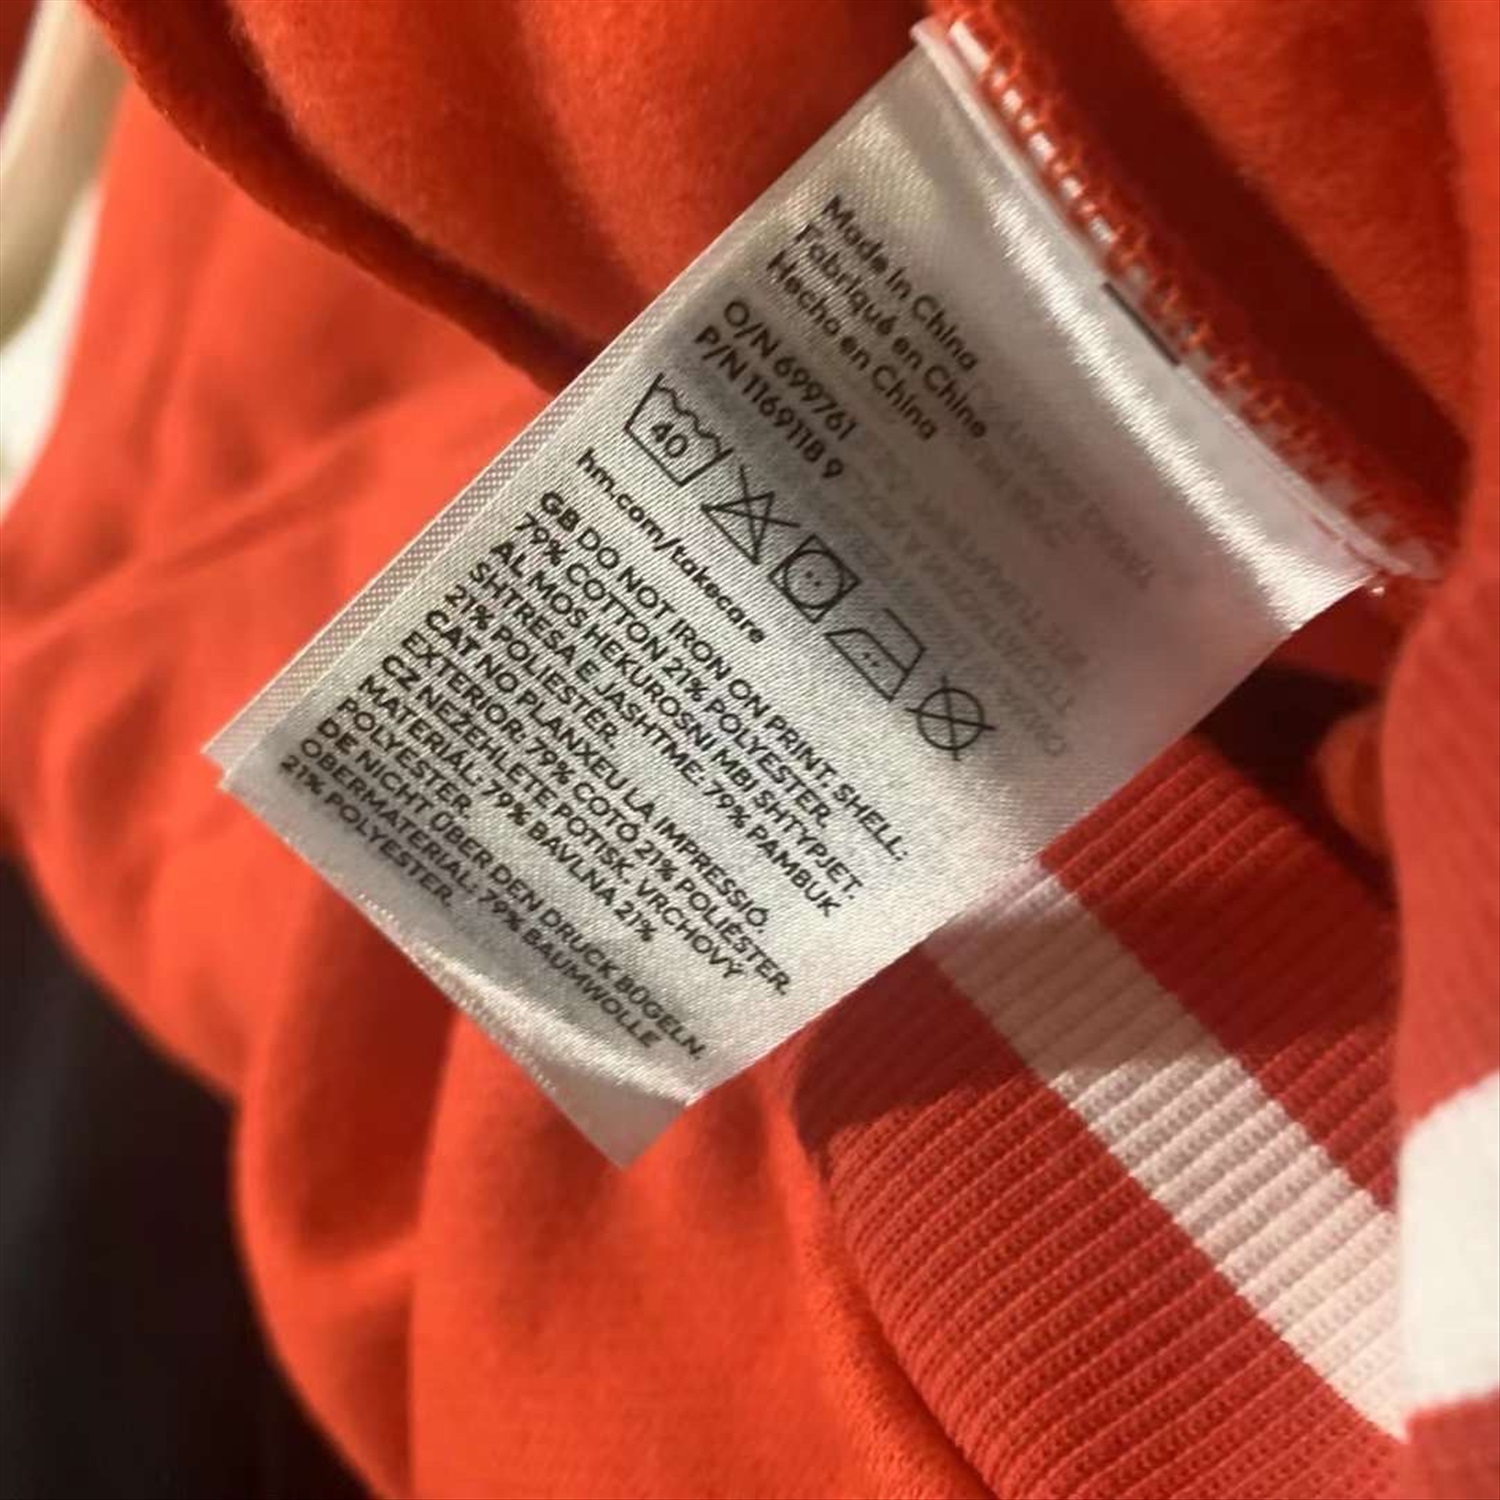 Made in China
Fabriqué en Chine
Hecho en China
O/N 699761
P/N 1169118 9
40
hm.com/takecare
GB DO NOT IRON ON PRINT. SHELL:
79% COTTON 21% POLYESTER.
AL MOS HEKUROSNI MBI SHTYPJET.
SHTRESA E JASHTME: 79% PAMBUK
21% POLIESTËR.
CAT NO PLANXEU LA IMPRESSIÓ.
EXTERIOR: 79% COTÓ 21% POLIÈSTER.
CZ NEŽEHLETE POTISK. VRCHOVÝ
MATERIÁL: 79% BAVLNA 21%
POLYESTER.
DE NICHT ÜBER DEN DRUCK BÜGELN.
OBERMATERIAL: 79% BAUMWOLLE
21% POLYESTER.